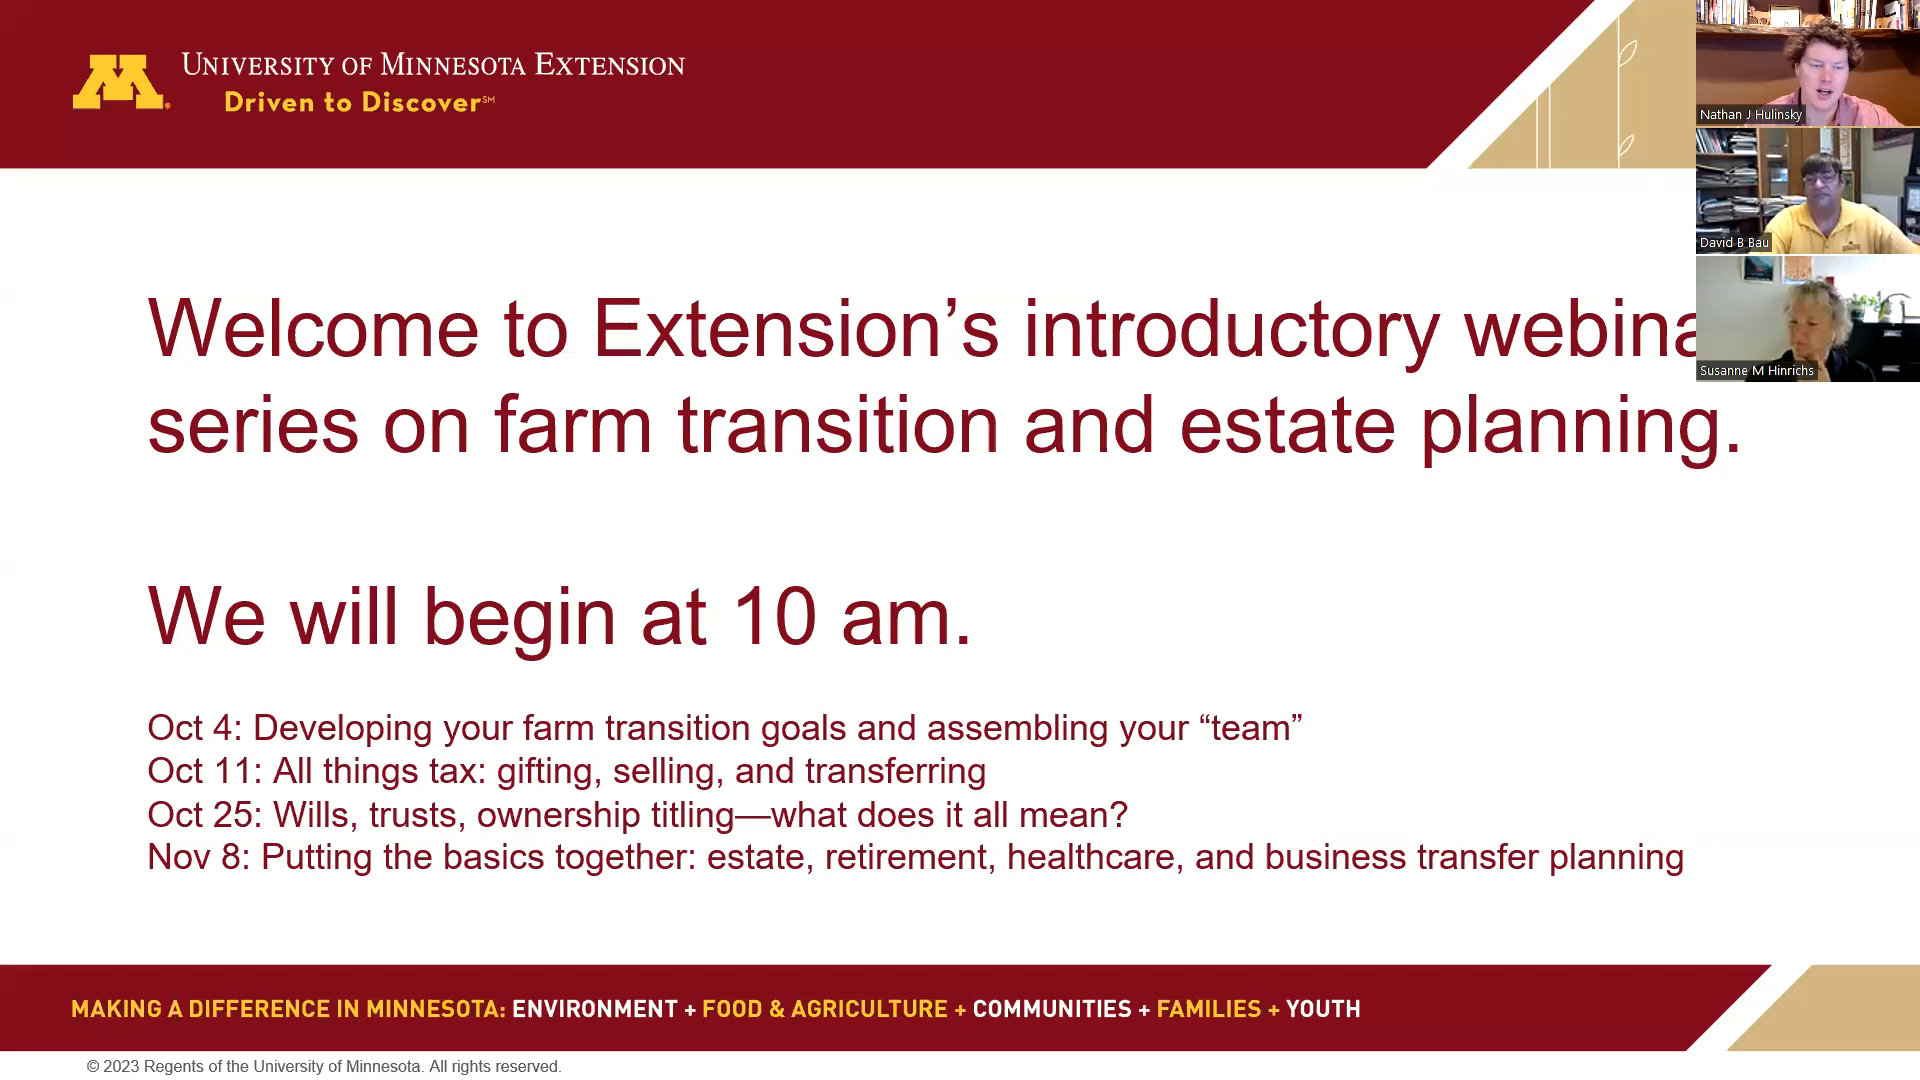 UNIVERSITY OF MINNESOTA EXTENSION
Driven to Discover℠
Nathan J Hulinsky
David B Bau
Susanne M Hinrichs
Welcome to Extension’s introductory webina
series on farm transition and estate planning.
We will begin at 10 am.
Oct 4: Developing your farm transition goals and assembling your “team”
Oct 11: All things tax: gifting, selling, and transferring
Oct 25: Wills, trusts, ownership titling—what does it all mean?
Nov 8: Putting the basics together: estate, retirement, healthcare, and business transfer planning
MAKING A DIFFERENCE IN MINNESOTA: ENVIRONMENT + FOOD & AGRICULTURE + COMMUNITIES + FAMILIES + YOUTH
© 2023 Regents of the University of Minnesota. All rights reserved.